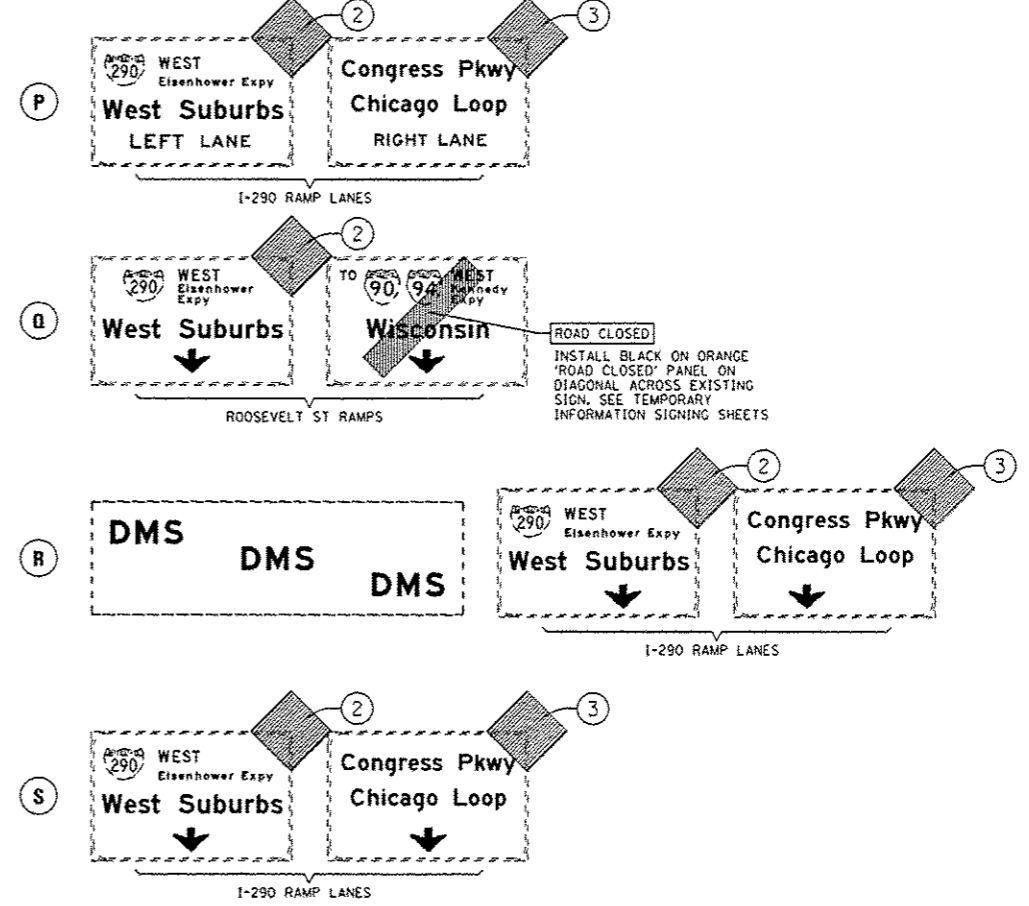 P
290 WEST
Eisenhower Expy
West Suburbs
LEFT LANE
2
Congress Pkwy
Chicago Loop
RIGHT LANE
3
I-290 RAMP LANES
Q
290 WEST
Eisenhower
Expy
West Suburbs
2
TO 90 94 WEST
Kennedy
Expy
Wisconsin
ROAD CLOSED
INSTALL BLACK ON ORANGE
'ROAD CLOSED' PANEL ON
DIAGONAL ACROSS EXISTING
SIGN. SEE TEMPORARY
INFORMATION SIGNING SHEETS
ROOSEVELT ST RAMPS
R
DMS
DMS
DMS
290 WEST
Eisenhower Expy
West Suburbs
2
Congress Pkwy
Chicago Loop
3
I-290 RAMP LANES
S
290 WEST
Eisenhower Expy
West Suburbs
2
Congress Pkwy
Chicago Loop
3
I-290 RAMP LANES